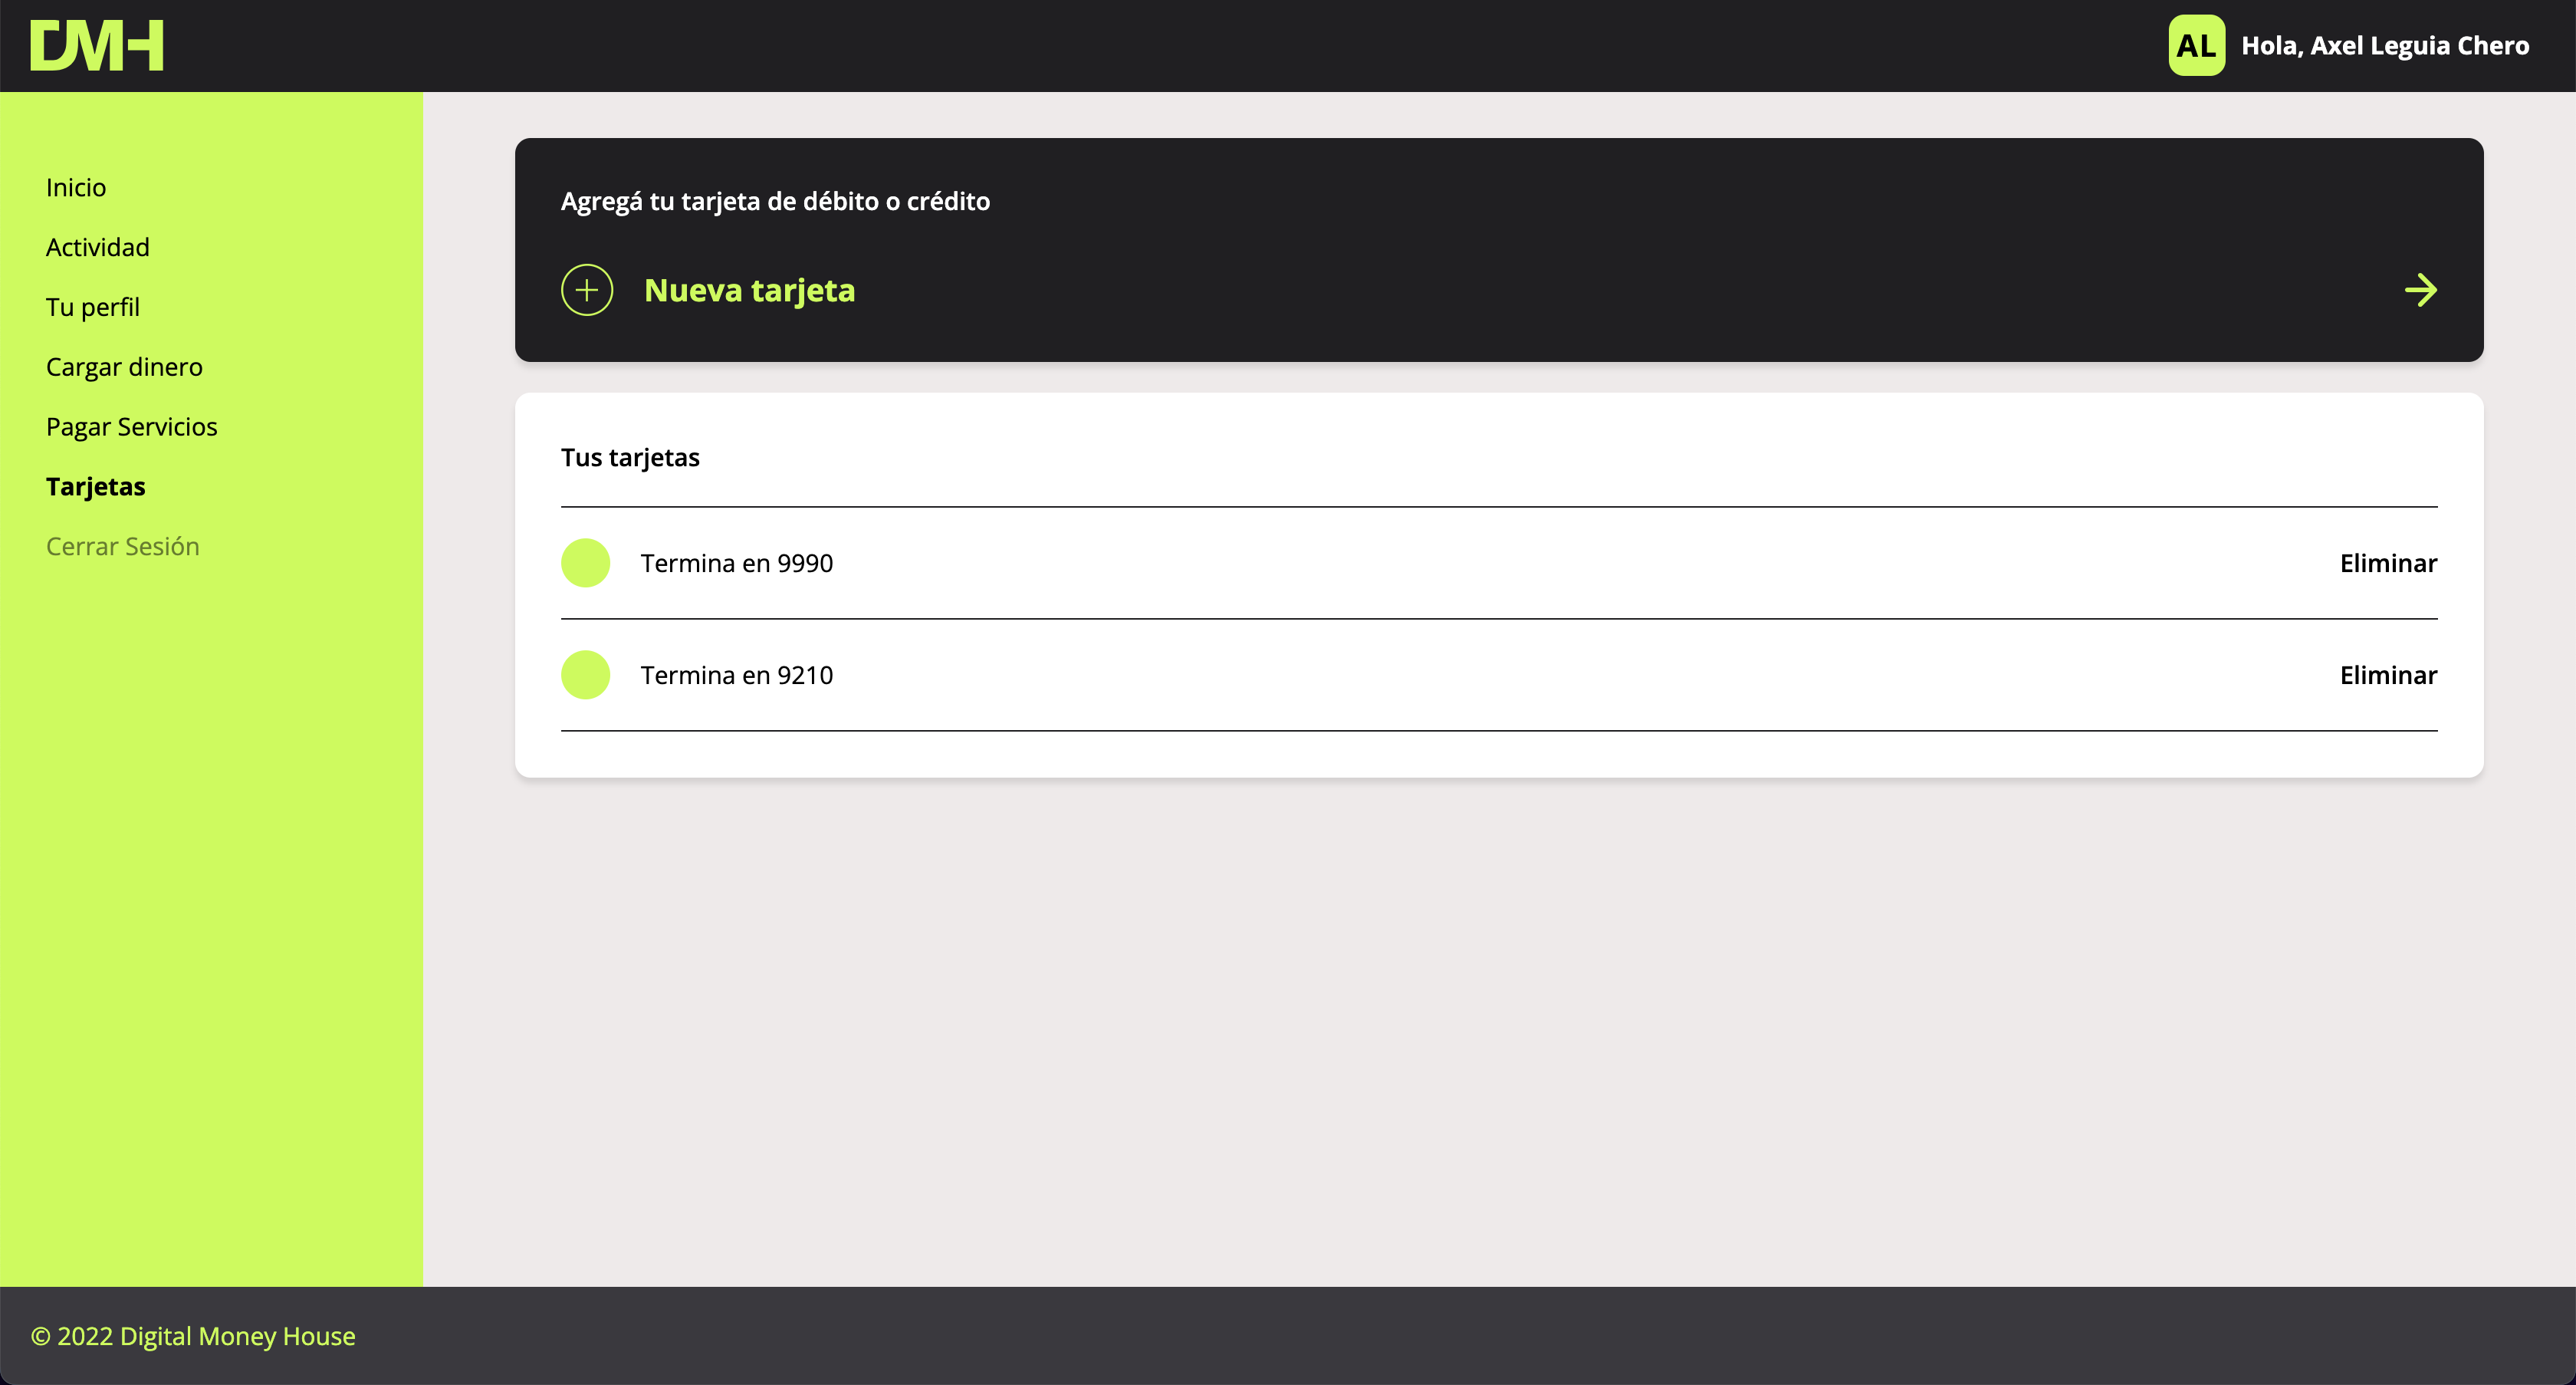 DMH
AL
Hola, Axel Leguia Chero
Inicio
Actividad
Tu perfil
Cargar dinero
Pagar Servicios
Tarjetas
Cerrar Sesión
Agregá tu tarjeta de débito o crédito
Nueva tarjeta
Tus tarjetas
Termina en 9990
Eliminar
Termina en 9210
Eliminar
© 2022 Digital Money House